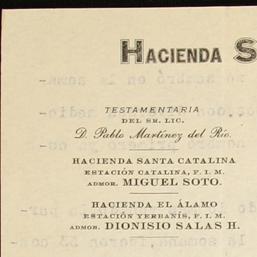 HACIENDA S
TESTAMENTARIA
DEL SR. LIC.
D. Pablo Martínez del Río.
HACIENDA SANTA CATALINA
ESTACIÓN CATALINA, F. I. M.
ADMOR. MIGUEL SOTO.
HACIENDA EL ÁLAMO
ESTACIÓN YERBANÍS, F. I. M.
ADMOR. DIONISIO SALAS H.